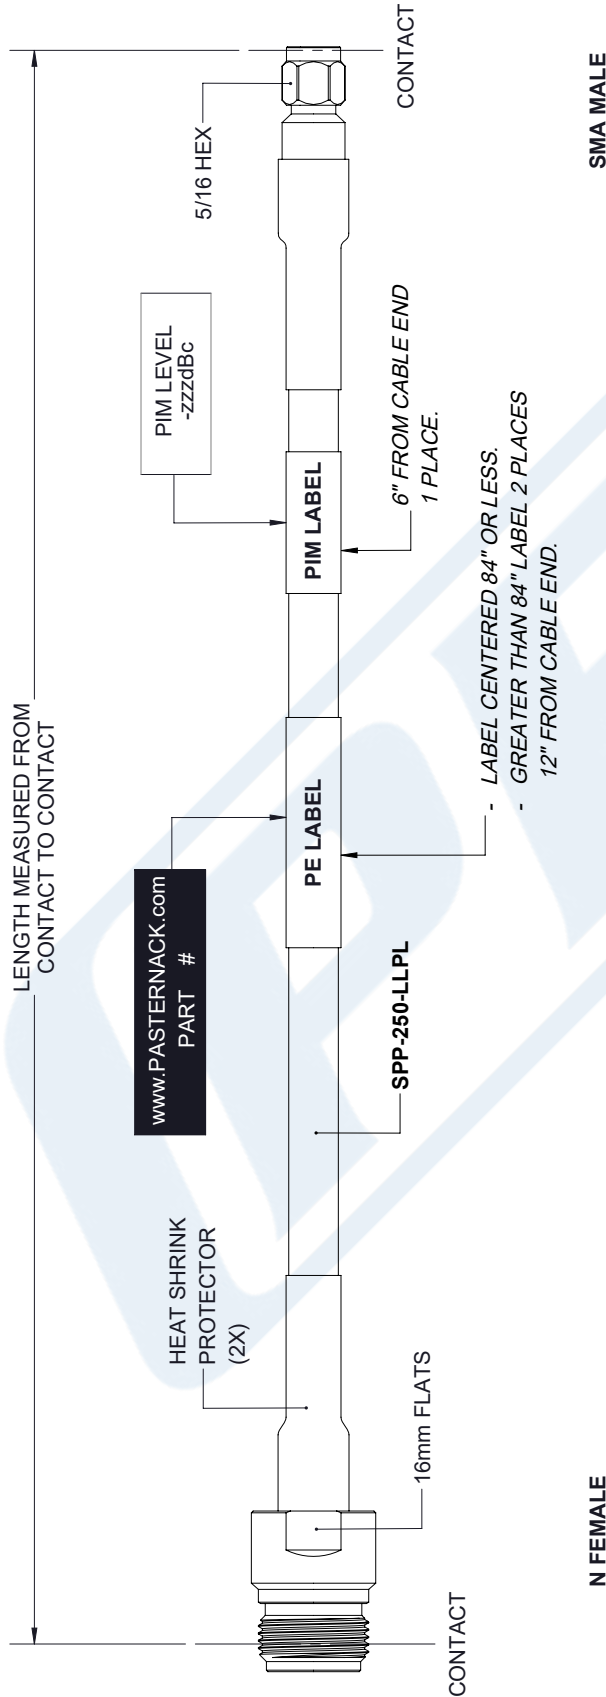 LENGTH MEASURED FROM
CONTACT TO CONTACT
HEAT SHRINK
PROTECTOR
(2X)
www.PASTERNACK.com
PART #
PIM LEVEL
-zzzdBc
5/16 HEX
PE LABEL
PIM LABEL
CONTACT
16mm FLATS
SPP-250-LLPL
- LABEL CENTERED 84" OR LESS.
- GREATER THAN 84" LABEL 2 PLACES
12" FROM CABLE END.
6" FROM CABLE END
1 PLACE.
CONTACT
N FEMALE
SMA MALE